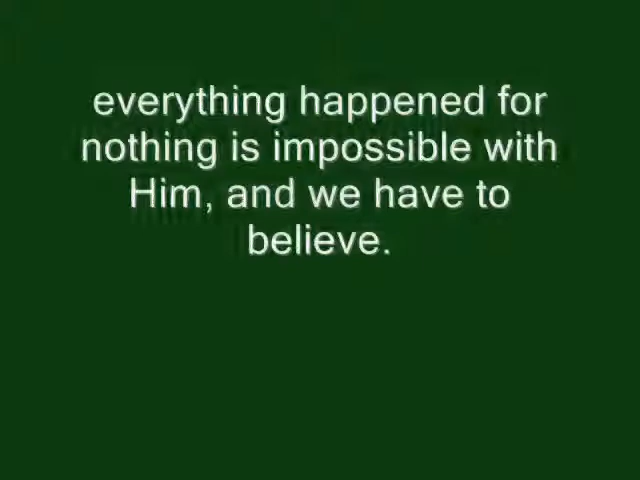 everything happened for
nothing is impossible with
Him, and we have to
believe.